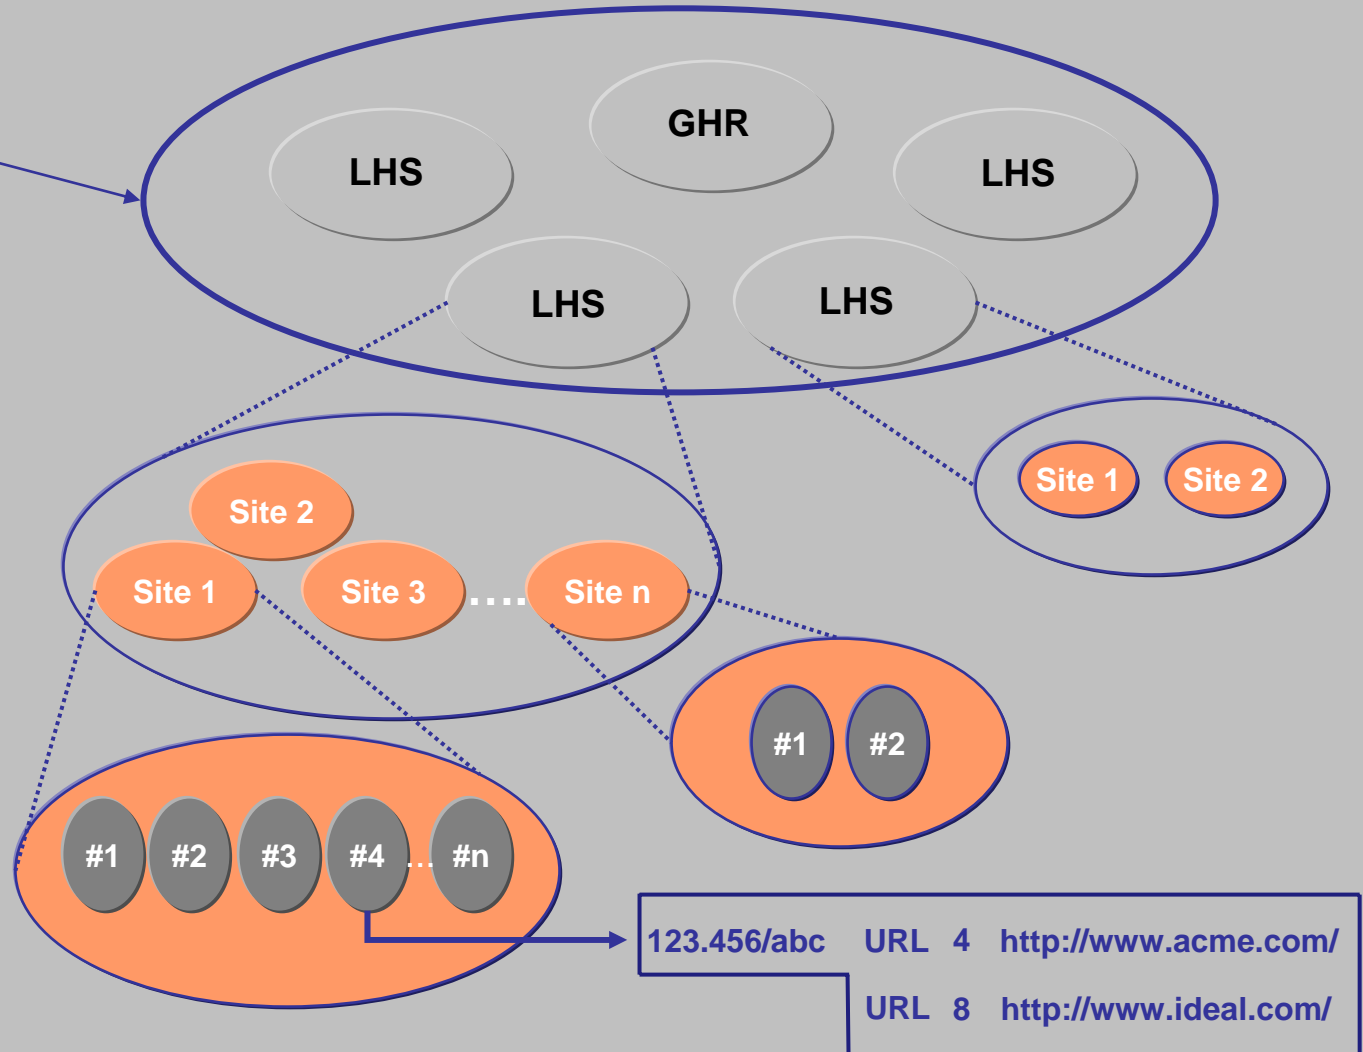 GHR
LHS
LHS
LHS
LHS
Site 1 Site 2
Site 2
Site 1 Site 3 .... Site n
#1 #2
#1 #2 #3 #4 ... #n
123.456/abc URL 4 http://www.acme.com/
URL 8 http://www.ideal.com/